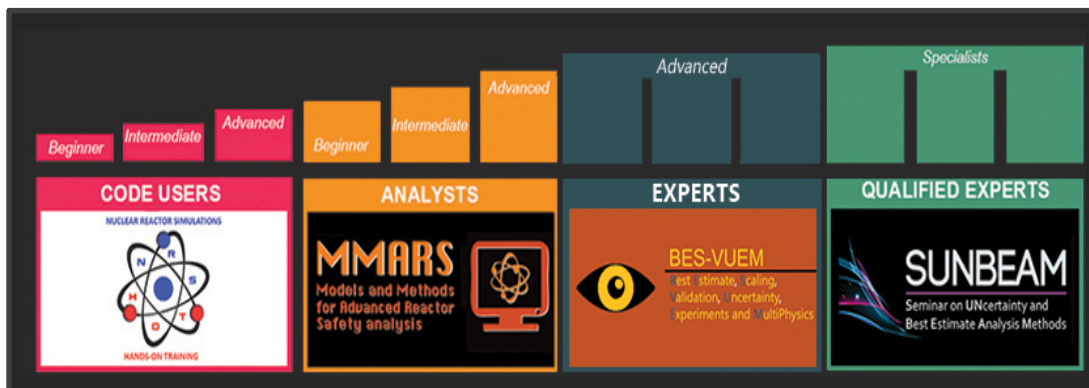 Beginner
Intermediate
Advanced
Beginner
Intermediate
Advanced
Advanced
Specialists
CODE USERS
NUCLEAR REACTOR SIMULATIONS
N R S
H O T
HANDS-ON TRAINING
ANALYSTS
MMARS
Models and Methods
for Advanced Reactor
Safety analysis
EXPERTS
BES-VUEM
Best Estimate, Scaling,
Validation, Uncertainty,
Experiments and MultiPhysics
QUALIFIED EXPERTS
SUNBEAM
Seminar on UNcertainty and
Best Estimate Analysis Methods